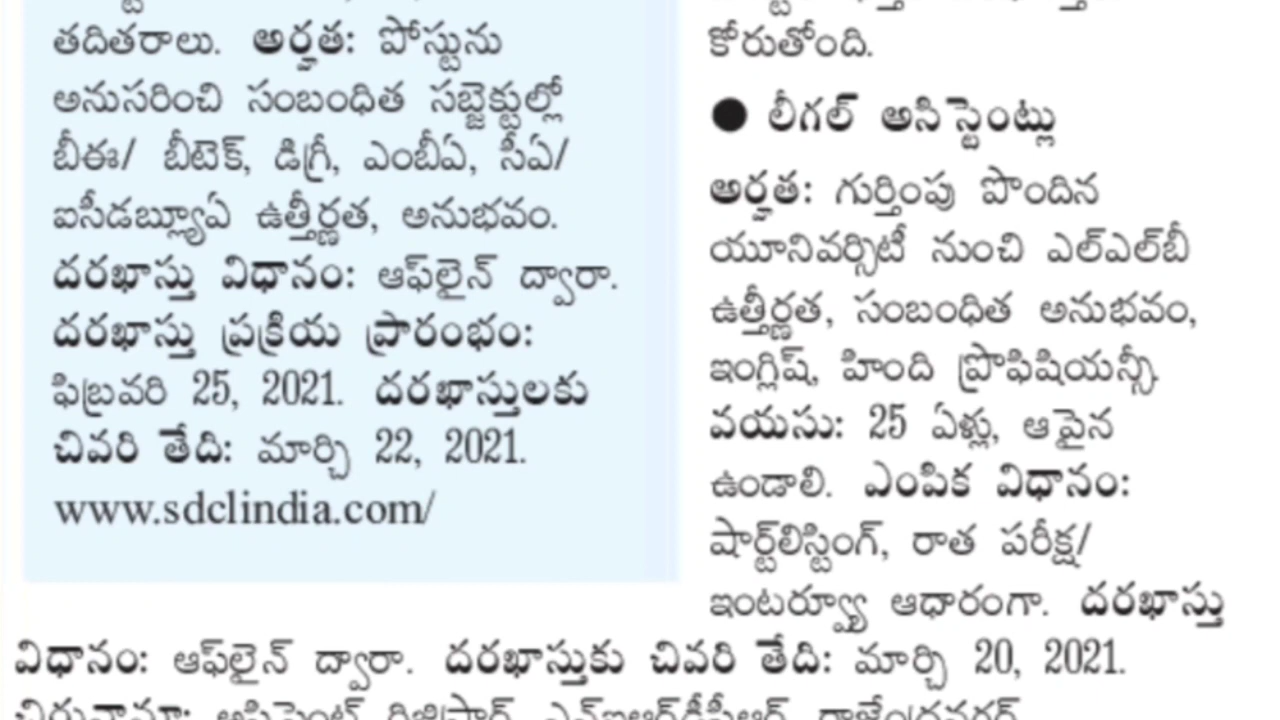 తదితరాలు. అర్హత: పోస్టును
అనుసరించి సంబంధిత సబ్జెక్టుల్లో
బీఈ/ బీటెక్, డిగ్రీ, ఎంబీఏ, సీఏ/
ఐసీడబ్ల్యూఏ ఉత్తీర్ణత, అనుభవం.
దరఖాస్తు విధానం: ఆఫ్‌లైన్ ద్వారా.
దరఖాస్తు ప్రక్రియ ప్రారంభం:
ఫిబ్రవరి 25, 2021. దరఖాస్తులకు
చివరి తేది: మార్చి 22, 2021.
www.sdclindia.com/
కోరుతోంది.
● లీగల్ అసిస్టెంట్లు
అర్హత: గుర్తింపు పొందిన
యూనివర్సిటీ నుంచి ఎల్ఎల్‌బీ
ఉత్తీర్ణత, సంబంధిత అనుభవం,
ఇంగ్లిష్, హింది ప్రొఫిషియన్సీ.
వయసు: 25 ఏళ్లు, ఆపైన
ఉండాలి. ఎంపిక విధానం:
షార్ట్‌లిస్టింగ్, రాత పరీక్ష/
ఇంటర్వ్యూ ఆధారంగా. దరఖాస్తు
విధానం: ఆఫ్‌లైన్ ద్వారా. దరఖాస్తుకు చివరి తేది: మార్చి 20, 2021.